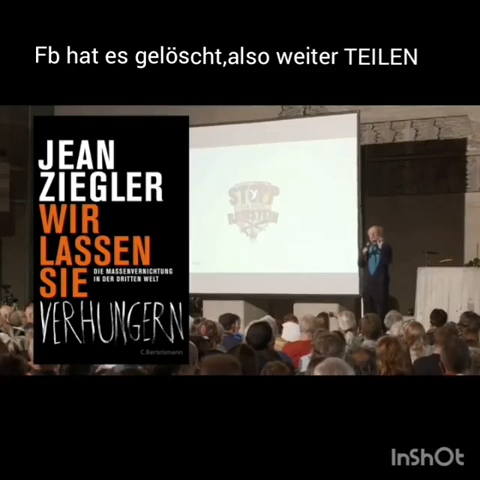 Fb hat es gelöscht,also weiter TEILEN
JEAN
ZIEGLER
WIR
LASSEN
SIE
DIE MASSENVERNICHTUNG
IN DER DRITTEN WELT
VERHUNGERN
C.Bertelsmann
STOP
InShOt